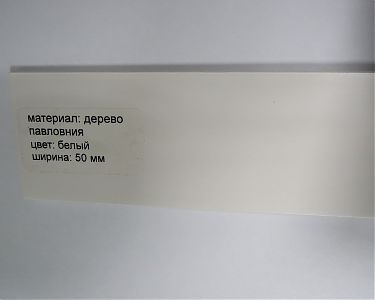 материал: дерево
павловния
цвет: белый
ширина: 50 мм